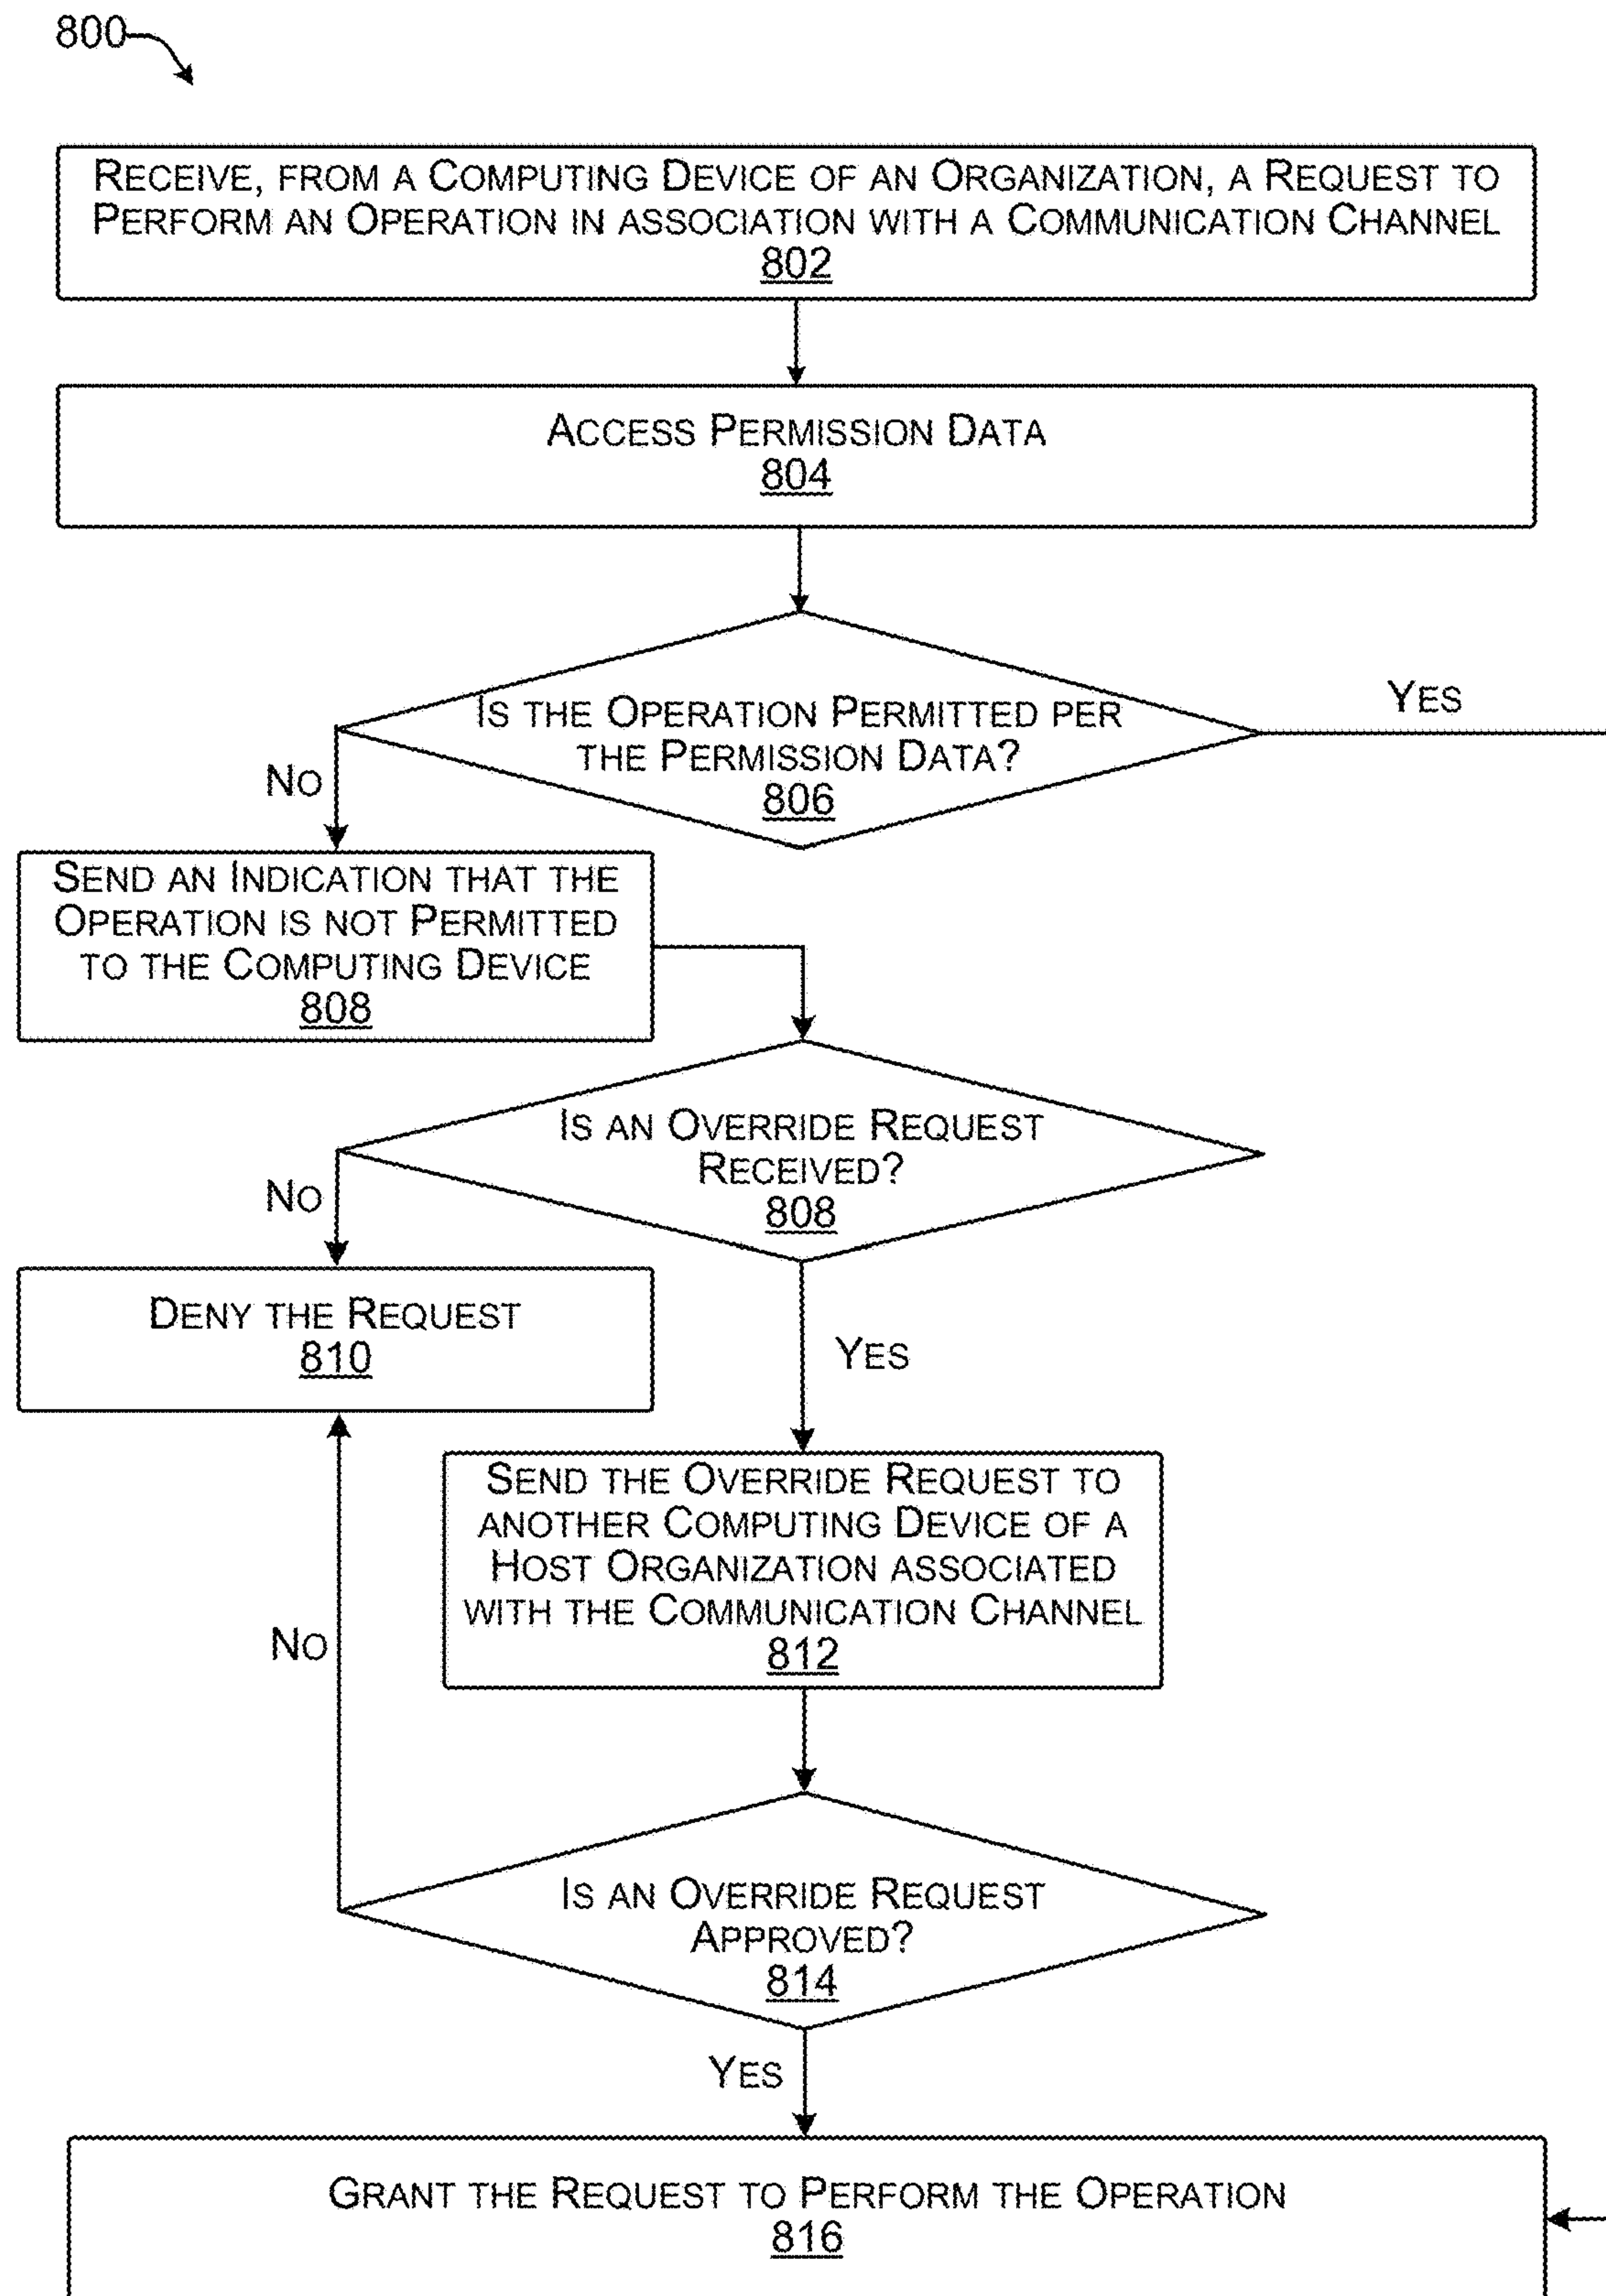 800
RECEIVE, FROM A COMPUTING DEVICE OF AN ORGANIZATION, A REQUEST TO
PERFORM AN OPERATION IN ASSOCIATION WITH A COMMUNICATION CHANNEL
802
ACCESS PERMISSION DATA
804
IS THE OPERATION PERMITTED PER
THE PERMISSION DATA?
806
YES
NO
SEND AN INDICATION THAT THE
OPERATION IS NOT PERMITTED
TO THE COMPUTING DEVICE
808
IS AN OVERRIDE REQUEST
RECEIVED?
808
NO
DENY THE REQUEST
810
YES
SEND THE OVERRIDE REQUEST TO
ANOTHER COMPUTING DEVICE OF A
HOST ORGANIZATION ASSOCIATED
WITH THE COMMUNICATION CHANNEL
812
NO
IS AN OVERRIDE REQUEST
APPROVED?
814
YES
GRANT THE REQUEST TO PERFORM THE OPERATION
816